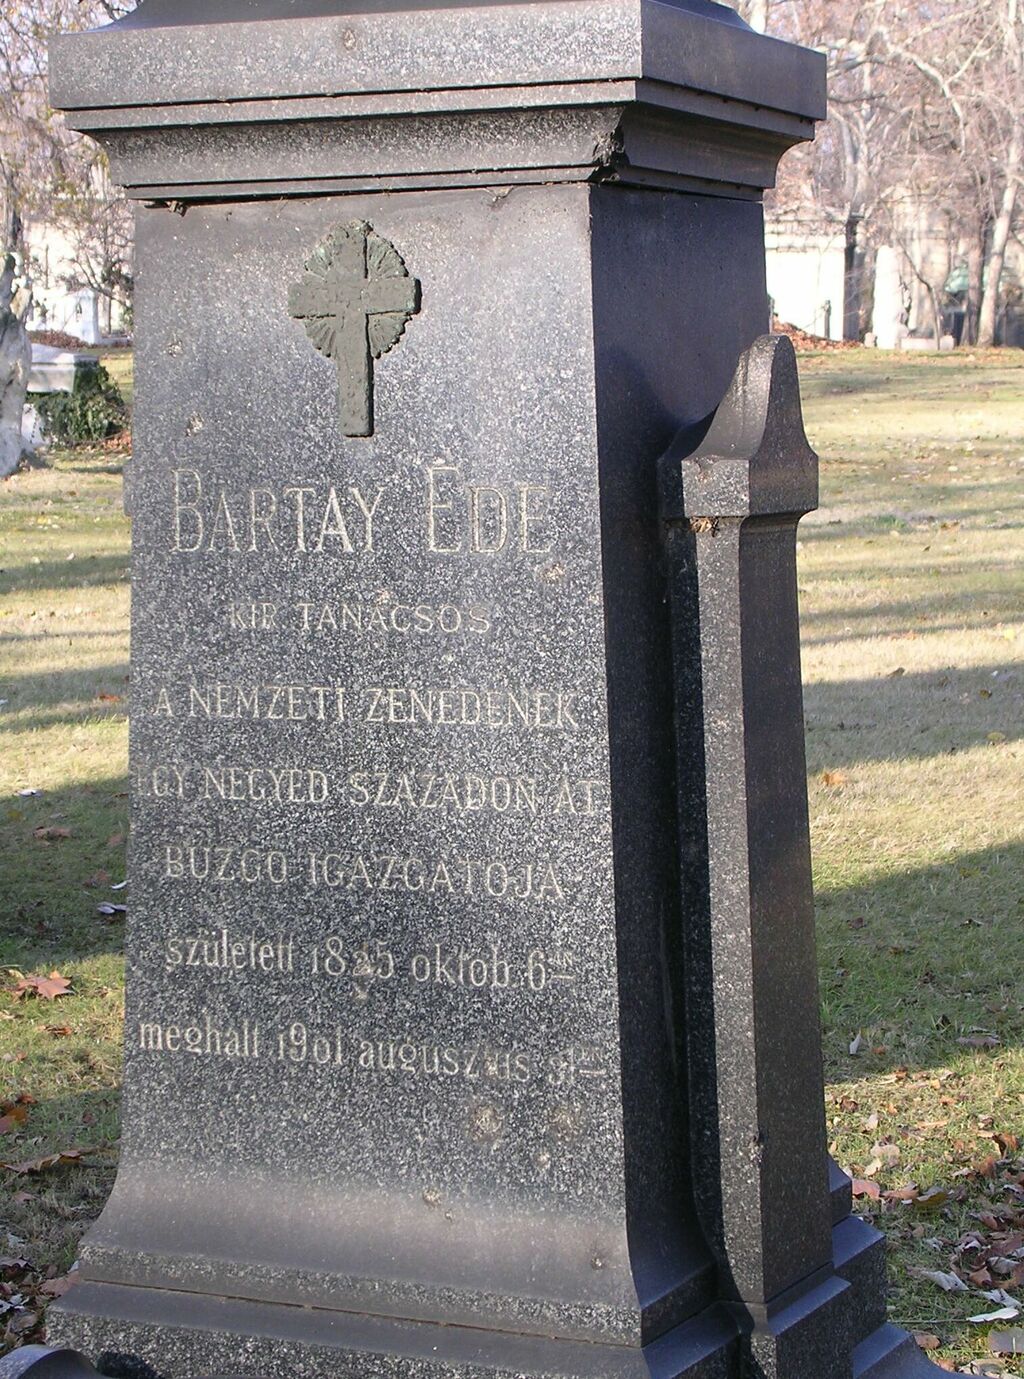 BARTAY EDE
KIR TANÁCSOS
A NEMZETI ZENEDÉNEK
EGY NEGYED SZÁZADON ÁT
BUZGÓ IGAZGATÓJA
született 1825 oktob. 6-ÁN
meghalt 1901 augusztus 31-ÉN